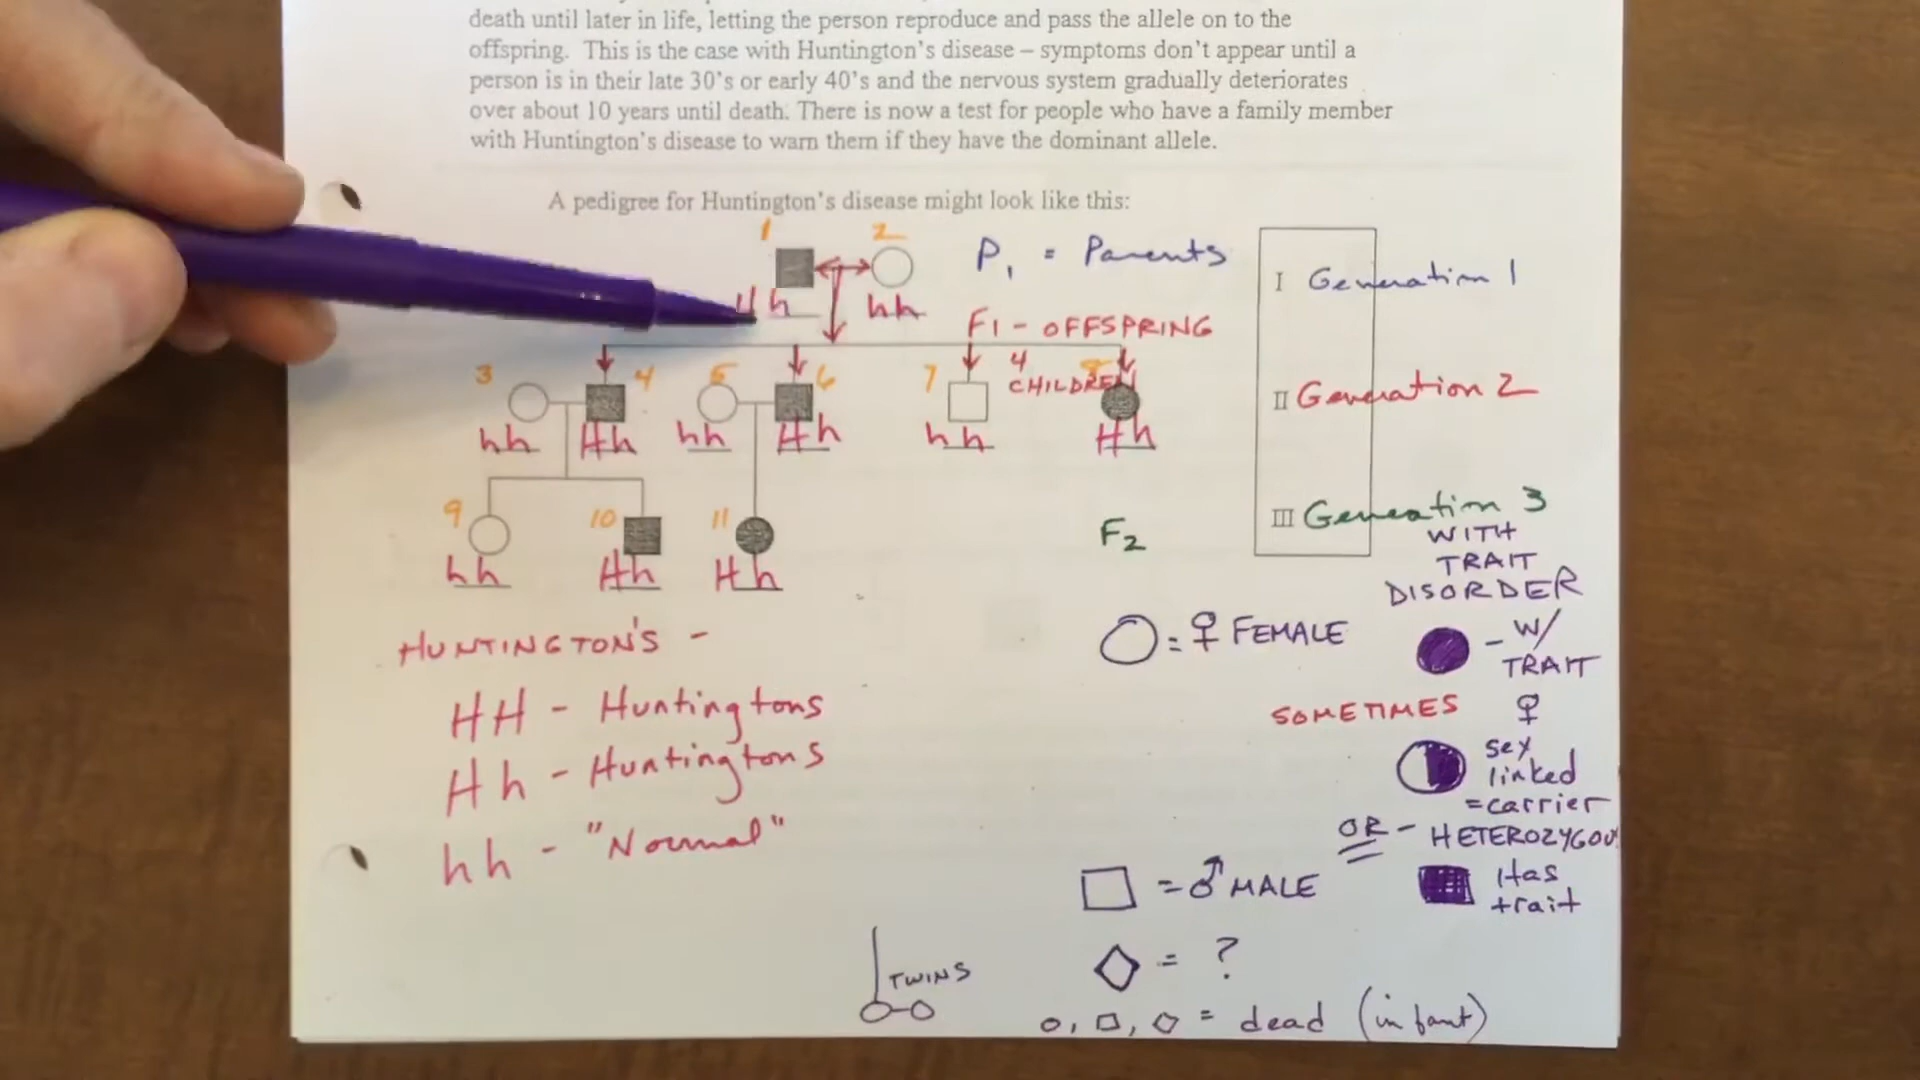 death until later in life, letting the person reproduce and pass the allele on to the
offspring. This is the case with Huntington's disease – symptoms don't appear until a
person is in their late 30's or early 40's and the nervous system gradually deteriorates
over about 10 years until death. There is now a test for people who have a family member
with Huntington's disease to warn them if they have the dominant allele.
A pedigree for Huntington's disease might look like this:
1 2
P1 = Parents
I Generation 1
Hh hh
F1 - OFFSPRING
4 CHILDREN
3 4 5 6 7 8
II Generation 2
hh Hh hh Hh hh Hh
9 10 11
F2
III Generation 3
hh Hh Hh
WITH
TRAIT
DISORDER
HUNTINGTON'S -
HH - Huntingtons
Hh - Huntingtons
hh - "Normal"
= ♀ FEMALE
- W/
TRAIT
SOMETIMES ♀
sex
linked
=carrier
OR - HETEROZYGOU
= ♂ MALE
Has
trait
= ?
TWINS
= dead (infant)